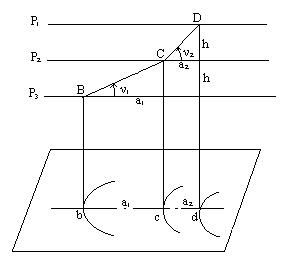 P₁ D
h
P₂ C ν₂
a₂
h
P₃ B ν₁
a₁
a₁ a₂
b c d